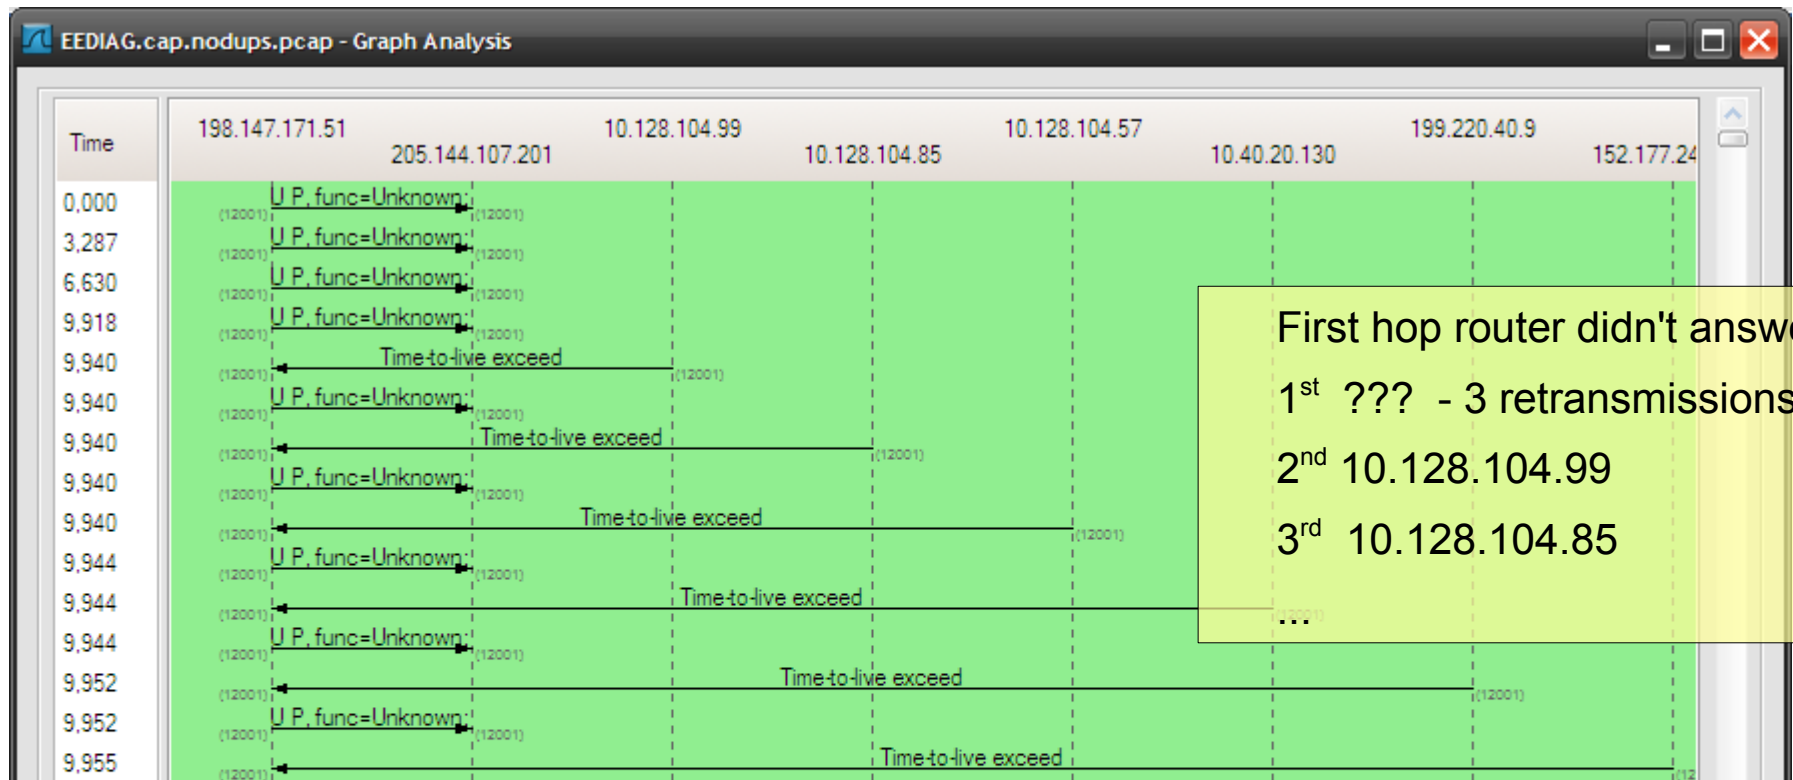 EEDIAG.cap.nodups.pcap - Graph Analysis
Time
198.147.171.51 10.128.104.99 10.128.104.57 199.220.40.9
205.144.107.201 10.128.104.85 10.40.20.130 152.177.24
0,000 (12001) U P, func=Unknown; (12001)
3,287 (12001) U P, func=Unknown; (12001)
6,630 (12001) U P, func=Unknown; (12001)
9,918 (12001) U P, func=Unknown; (12001)
9,940 (12001) Time-to-live exceed (12001)
9,940 (12001) U P, func=Unknown; (12001)
9,940 (12001) Time-to-live exceed (12001)
9,940 (12001) U P, func=Unknown; (12001)
9,940 (12001) Time-to-live exceed (12001)
9,944 (12001) U P, func=Unknown; (12001)
9,944 (12001) Time-to-live exceed (12001)
9,944 (12001) U P, func=Unknown; (12001)
9,952 (12001) Time-to-live exceed (12001)
9,952 (12001) U P, func=Unknown; (12001)
9,955 (12001) Time-to-live exceed (12
First hop router didn't answe
1st ??? - 3 retransmissions
2nd 10.128.104.99
3rd 10.128.104.85
...